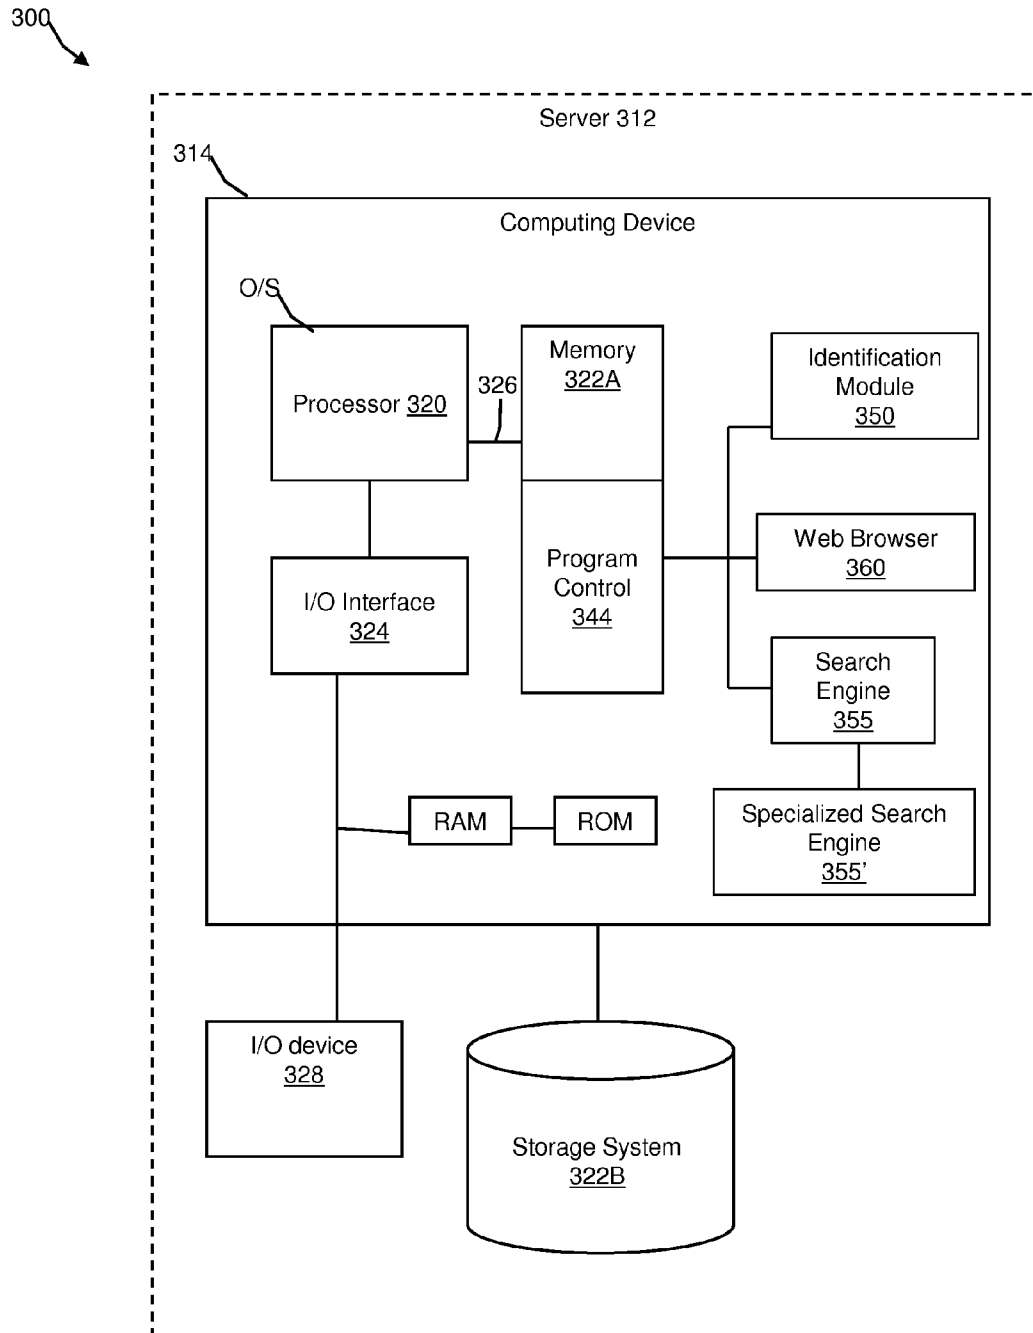 300
Server 312
314
Computing Device
O/S
Processor 320
326
Memory
322A
Identification
Module
350
Program
Control
344
Web Browser
360
I/O Interface
324
Search
Engine
355
RAM
ROM
Specialized Search
Engine
355’
I/O device
328
Storage System
322B